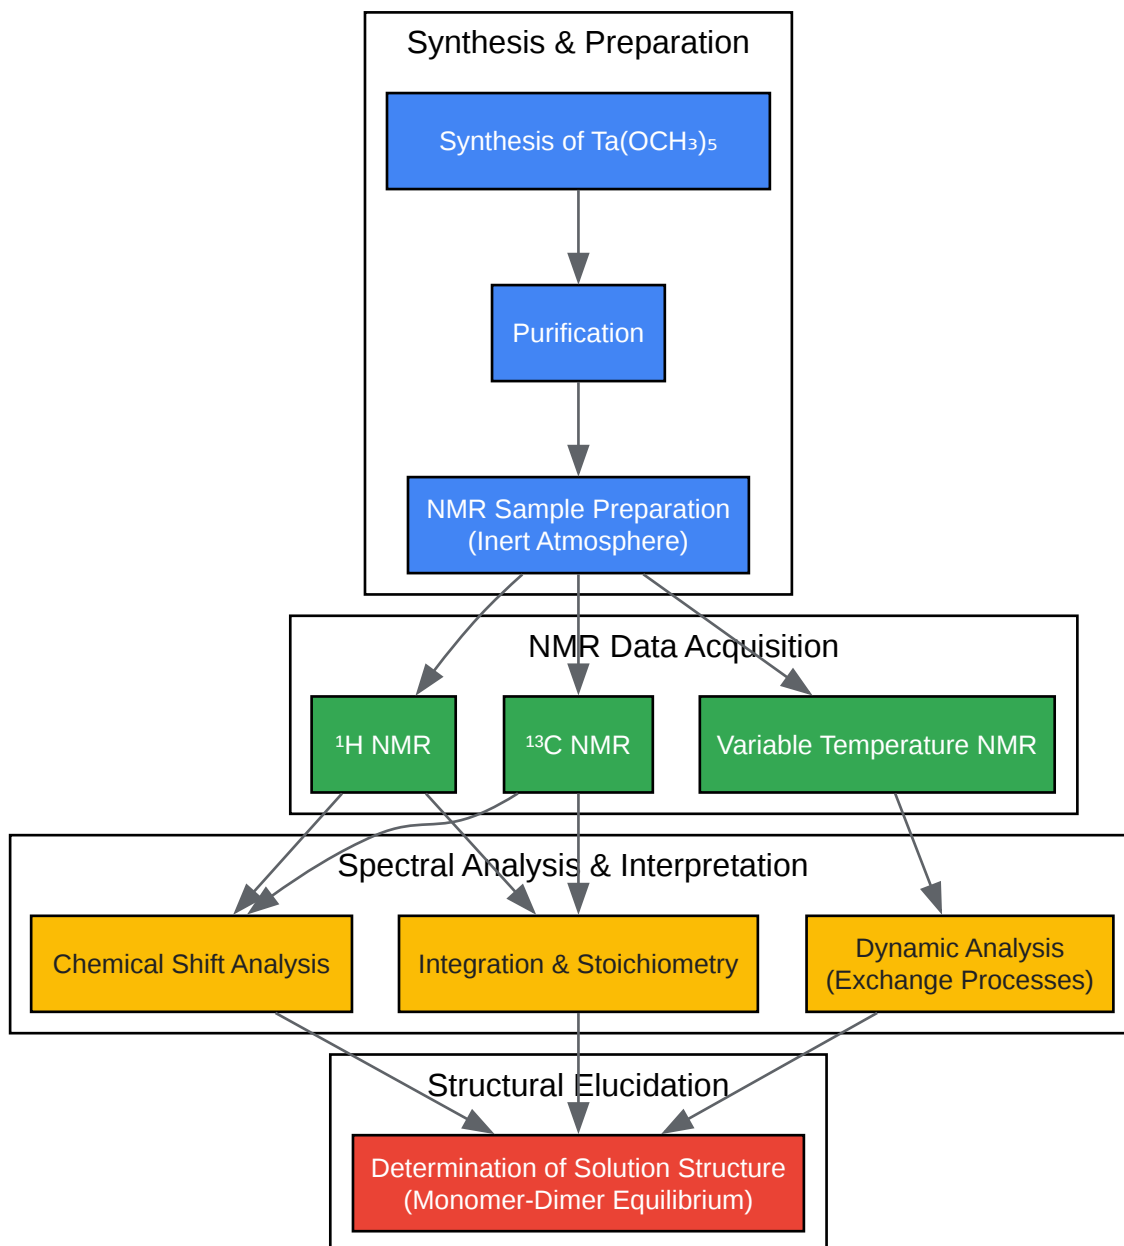 Synthesis & Preparation
Synthesis of Ta(OCH₃)₅
Purification
NMR Sample Preparation
(Inert Atmosphere)
NMR Data Acquisition
¹H NMR
¹³C NMR
Variable Temperature NMR
Spectral Analysis & Interpretation
Chemical Shift Analysis
Integration & Stoichiometry
Dynamic Analysis
(Exchange Processes)
Structural Elucidation
Determination of Solution Structure
(Monomer-Dimer Equilibrium)